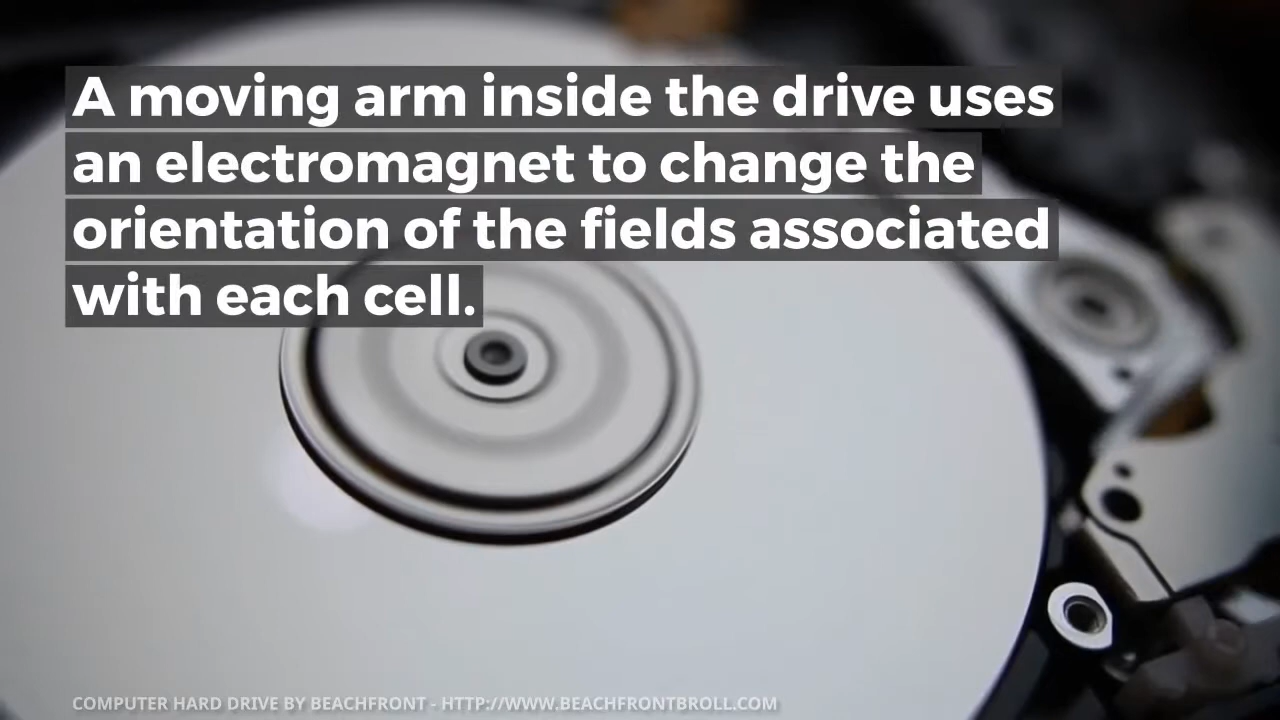 A moving arm inside the drive uses
an electromagnet to change the
orientation of the fields associated
with each cell.
COMPUTER HARD DRIVE BY BEACHFRONT - HTTP://WWW.BEACHFRONTBROLL.COM